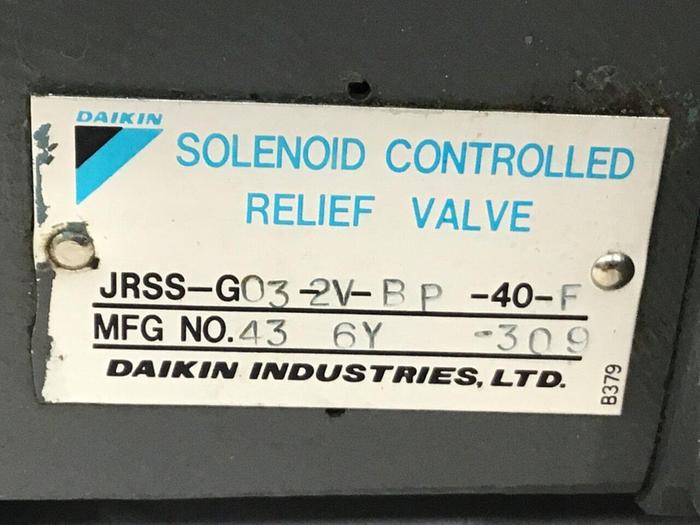 DAIKIN
SOLENOID CONTROLLED
RELIEF VALVE
JRSS-G03-2V-BP-40-F
MFG NO.43 6Y -309
DAIKIN INDUSTRIES, LTD.
B379